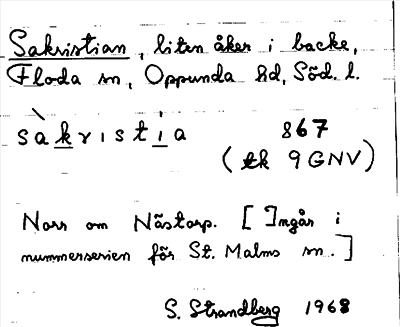 Sakristian, liten åker i backe,
Floda sn, Oppunda hd, Söd. l.
sàkristia 867
(ek 9GNV)
Norr om Nästorp. [Ingår i
nummerserien för St. Malms sn.]
S. Strandberg 1968